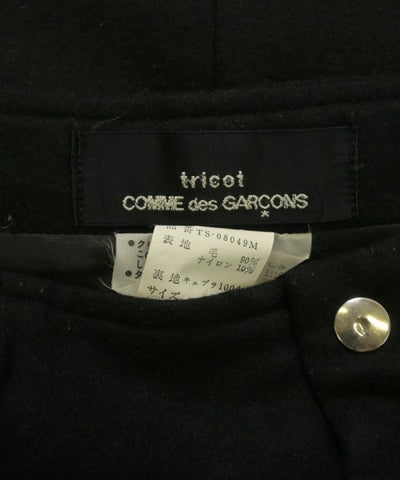 tricot
COMME des GARÇONS
品番 TS-08049M
表地 毛 90%
ナイロン 10%
裏地 キュプラ100%
サイズ